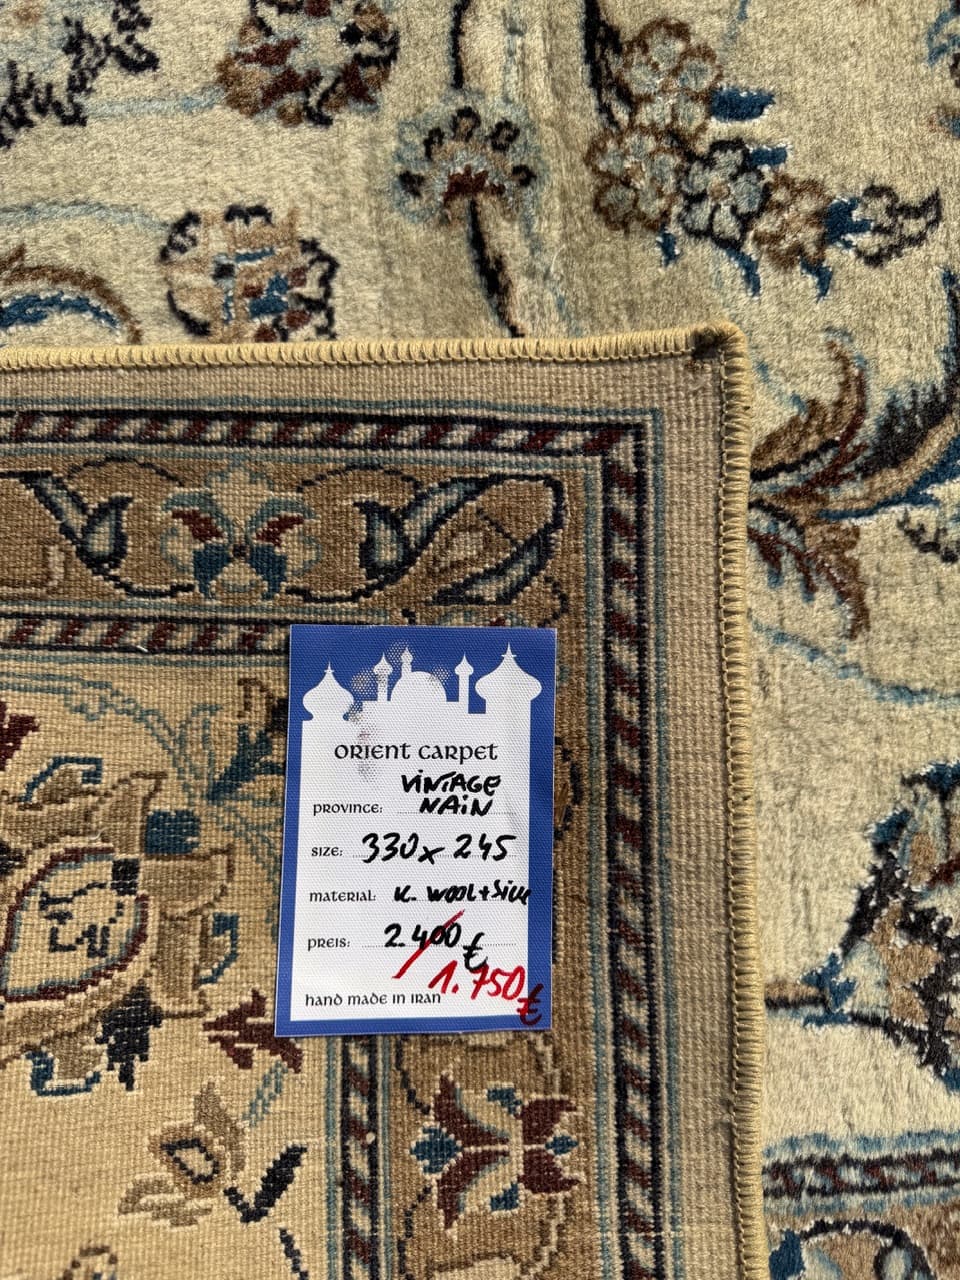 ORIENT CARPET
VINTAGE
PROVINCE: NAIN
SIZE: 330 x 245
MATERIAL: K. WOOL + Silk
PREIS: 2.400 €
1.750 €
HAND MADE IN IRAN